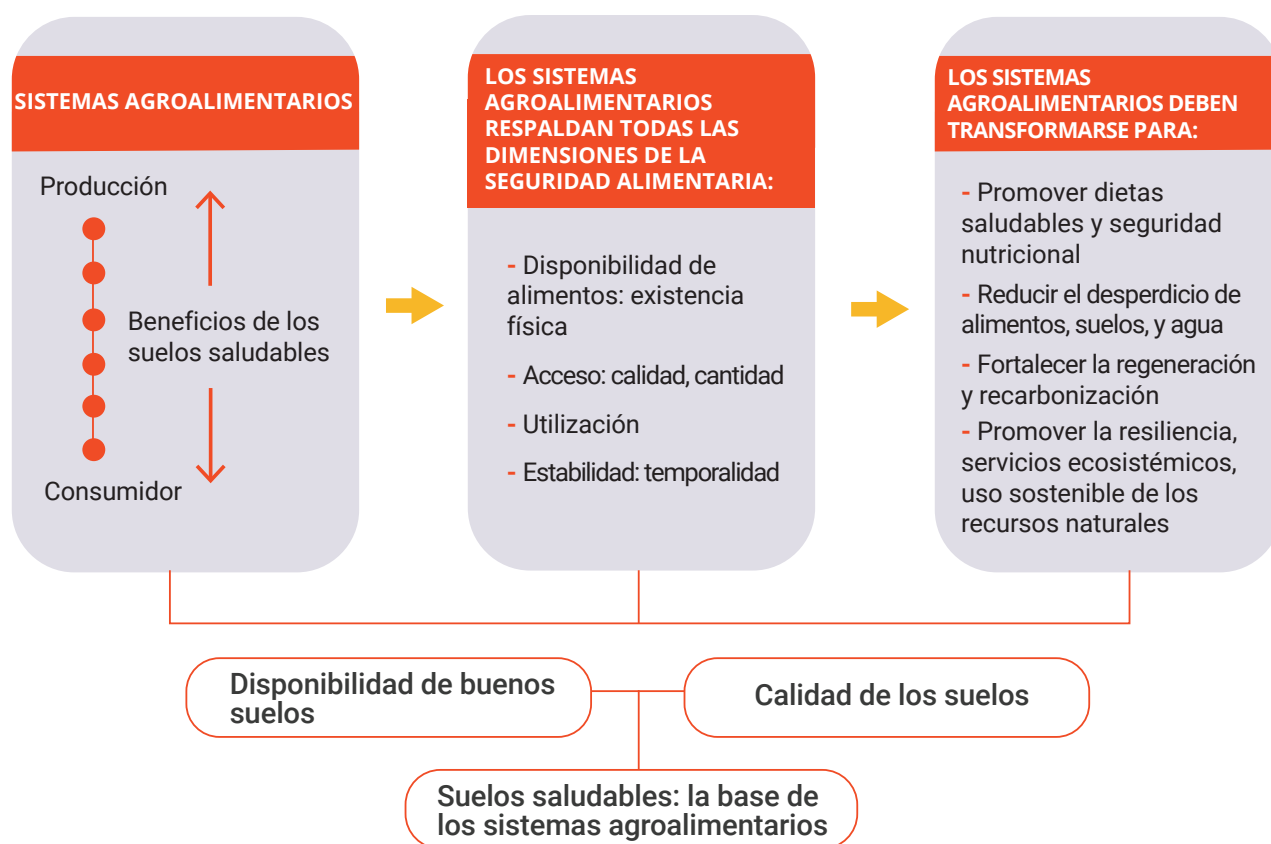 SISTEMAS AGROALIMENTARIOS
Producción
Beneficios de los
suelos saludables
Consumidor
LOS SISTEMAS
AGROALIMENTARIOS
RESPALDAN TODAS LAS
DIMENSIONES DE LA
SEGURIDAD ALIMENTARIA:
- Disponibilidad de
alimentos: existencia
física
- Acceso: calidad, cantidad
- Utilización
- Estabilidad: temporalidad
LOS SISTEMAS
AGROALIMENTARIOS DEBEN
TRANSFORMARSE PARA:
- Promover dietas
saludables y seguridad
nutricional
- Reducir el desperdicio de
alimentos, suelos, y agua
- Fortalecer la regeneración
y recarbonización
- Promover la resiliencia,
servicios ecosistémicos,
uso sostenible de los
recursos naturales
Disponibilidad de buenos
suelos
Calidad de los suelos
Suelos saludables: la base de
los sistemas agroalimentarios